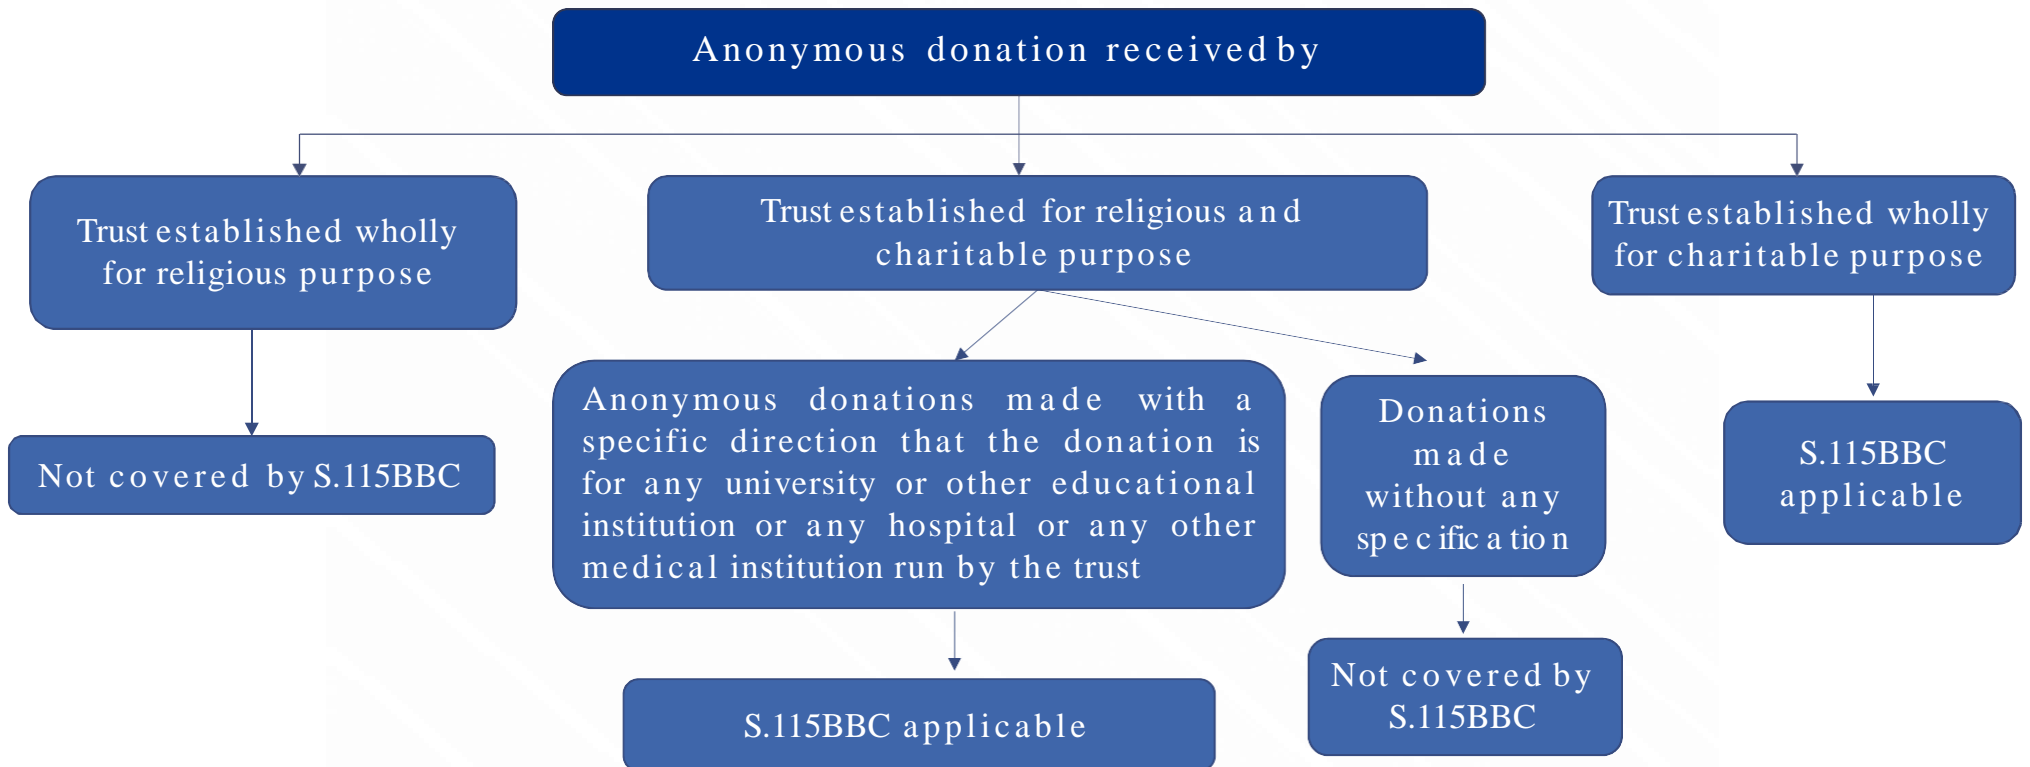 Anonymous donation received by
Trust established wholly
for religious purpose
Trust established for religious and
charitable purpose
Trust established wholly
for charitable purpose
Not covered by S.115BBC
Anonymous donations made with a
specific direction that the donation is
for any university or other educational
institution or any hospital or any other
medical institution run by the trust
Donations
made
without any
specification
S.115BBC
applicable
S.115BBC applicable
Not covered by
S.115BBC